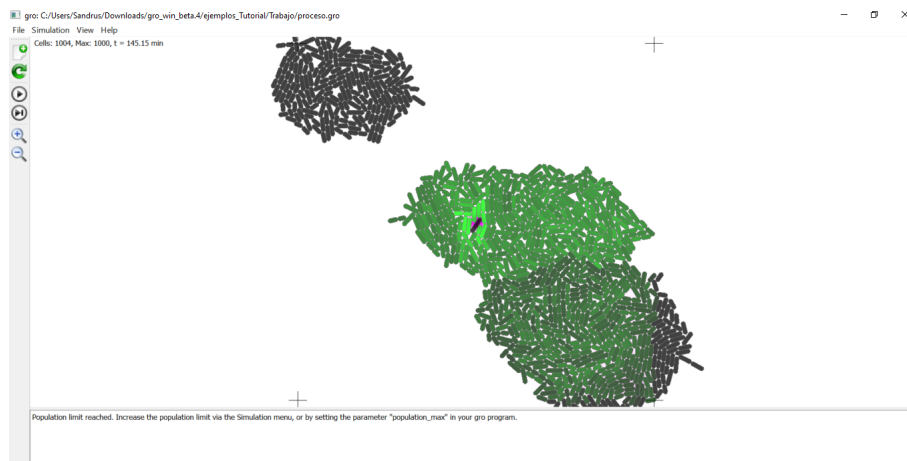 gro: C:/Users/Sandrus/Downloads/gro_win_beta.4/ejemplos_Tutorial/Trabajo/proceso.gro
File Simulation View Help
Cells: 1004, Max: 1000, t = 145.15 min
Population limit reached. Increase the population limit via the Simulation menu, or by setting the parameter "population_max" in your gro program.